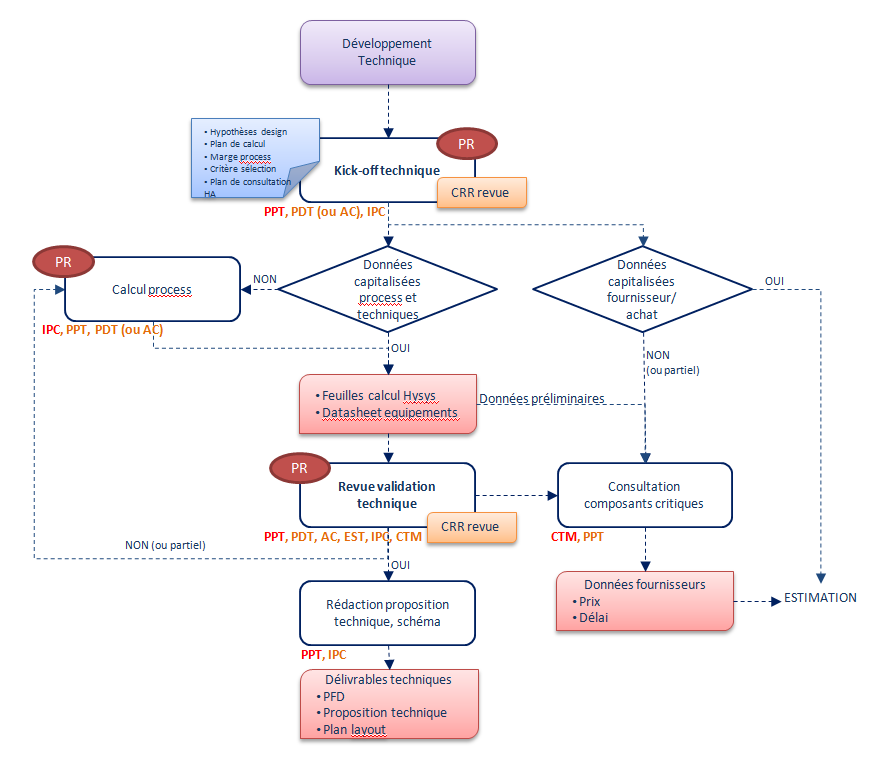 Développement
Technique
• Hypothèses design
• Plan de calcul
• Marge process
• Critère sélection
• Plan de consultation
HA
PR
Kick-off technique
CRR revue
PPT, PDT (ou AC), IPC
PR
Calcul process
NON
Données
capitalisées
process et
techniques
Données
capitalisées
fournisseur/
achat
OUI
IPC, PPT, PDT (ou AC)
OUI
NON
(ou partiel)
• Feuilles calcul Hysys
• Datasheet equipements
Données préliminaires
PR
Revue validation
technique
CRR revue
Consultation
composants critiques
PPT, PDT, AC, EST, IPC, CTM
CTM, PPT
NON (ou partiel)
OUI
Rédaction proposition
technique, schéma
Données fournisseurs
• Prix
• Délai
ESTIMATION
PPT, IPC
Délivrables techniques
• PFD
• Proposition technique
• Plan layout